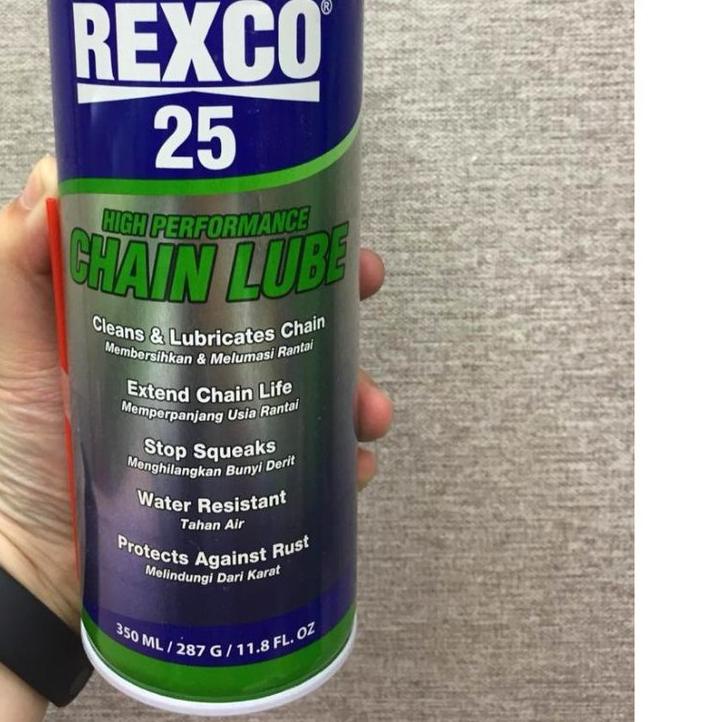 REXCO®
25
HIGH PERFORMANCE
CHAIN LUBE
Cleans & Lubricates Chain
Membersihkan & Melumasi Rantai
Extend Chain Life
Memperpanjang Usia Rantai
Stop Squeaks
Menghilangkan Bunyi Derit
Water Resistant
Tahan Air
Protects Against Rust
Melindungi Dari Karat
350 ML / 287 G / 11.8 FL. OZ